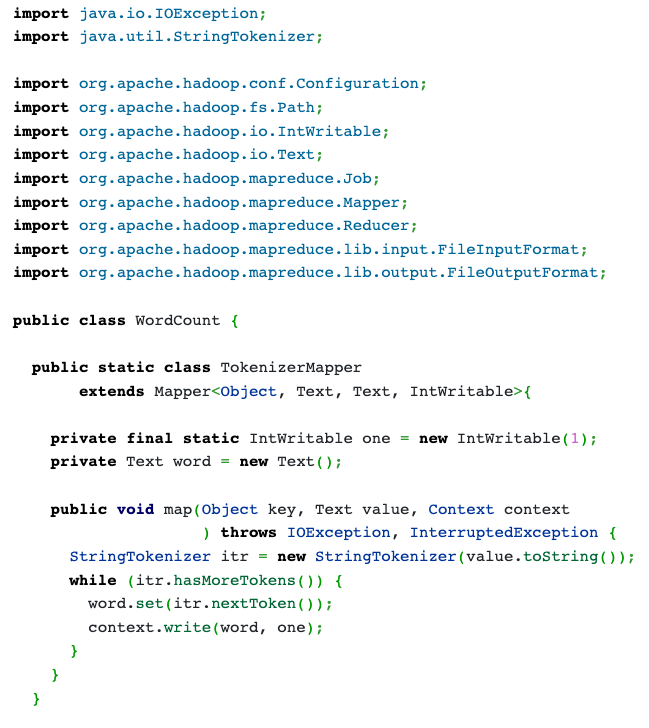 import java.io.IOException;
import java.util.StringTokenizer;

import org.apache.hadoop.conf.Configuration;
import org.apache.hadoop.fs.Path;
import org.apache.hadoop.io.IntWritable;
import org.apache.hadoop.io.Text;
import org.apache.hadoop.mapreduce.Job;
import org.apache.hadoop.mapreduce.Mapper;
import org.apache.hadoop.mapreduce.Reducer;
import org.apache.hadoop.mapreduce.lib.input.FileInputFormat;
import org.apache.hadoop.mapreduce.lib.output.FileOutputFormat;

public class WordCount {

  public static class TokenizerMapper
       extends Mapper<Object, Text, Text, IntWritable>{

    private final static IntWritable one = new IntWritable(1);
    private Text word = new Text();

    public void map(Object key, Text value, Context context
                    ) throws IOException, InterruptedException {
      StringTokenizer itr = new StringTokenizer(value.toString());
      while (itr.hasMoreTokens()) {
        word.set(itr.nextToken());
        context.write(word, one);
      }
    }
  }